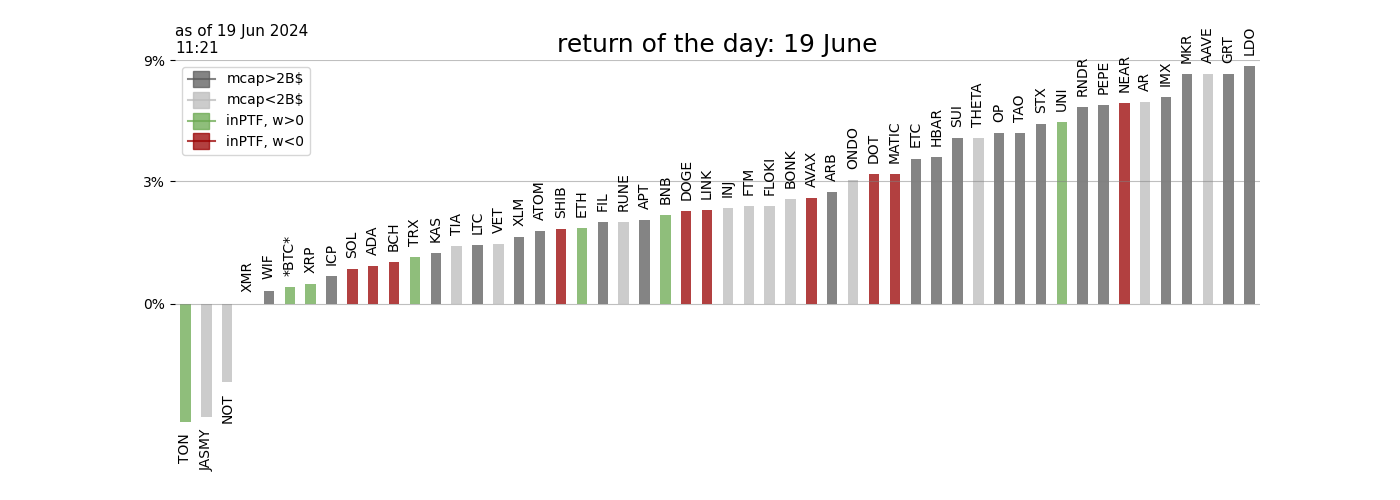 as of 19 Jun 2024
11:21
return of the day: 19 June
9%
3%
0%
mcap>2B$
mcap<2B$
inPTF, w>0
inPTF, w<0
TON
JASMY
NOT
XMR
WIF
*BTC*
XRP
ICP
SOL
ADA
BCH
TRX
KAS
TIA
LTC
VET
XLM
ATOM
SHIB
ETH
FIL
RUNE
APT
BNB
DOGE
LINK
INJ
FTM
FLOKI
BONK
AVAX
ARB
ONDO
DOT
MATIC
ETC
HBAR
SUI
THETA
OP
TAO
STX
UNI
RNDR
PEPE
NEAR
AR
IMX
MKR
AAVE
GRT
LDO